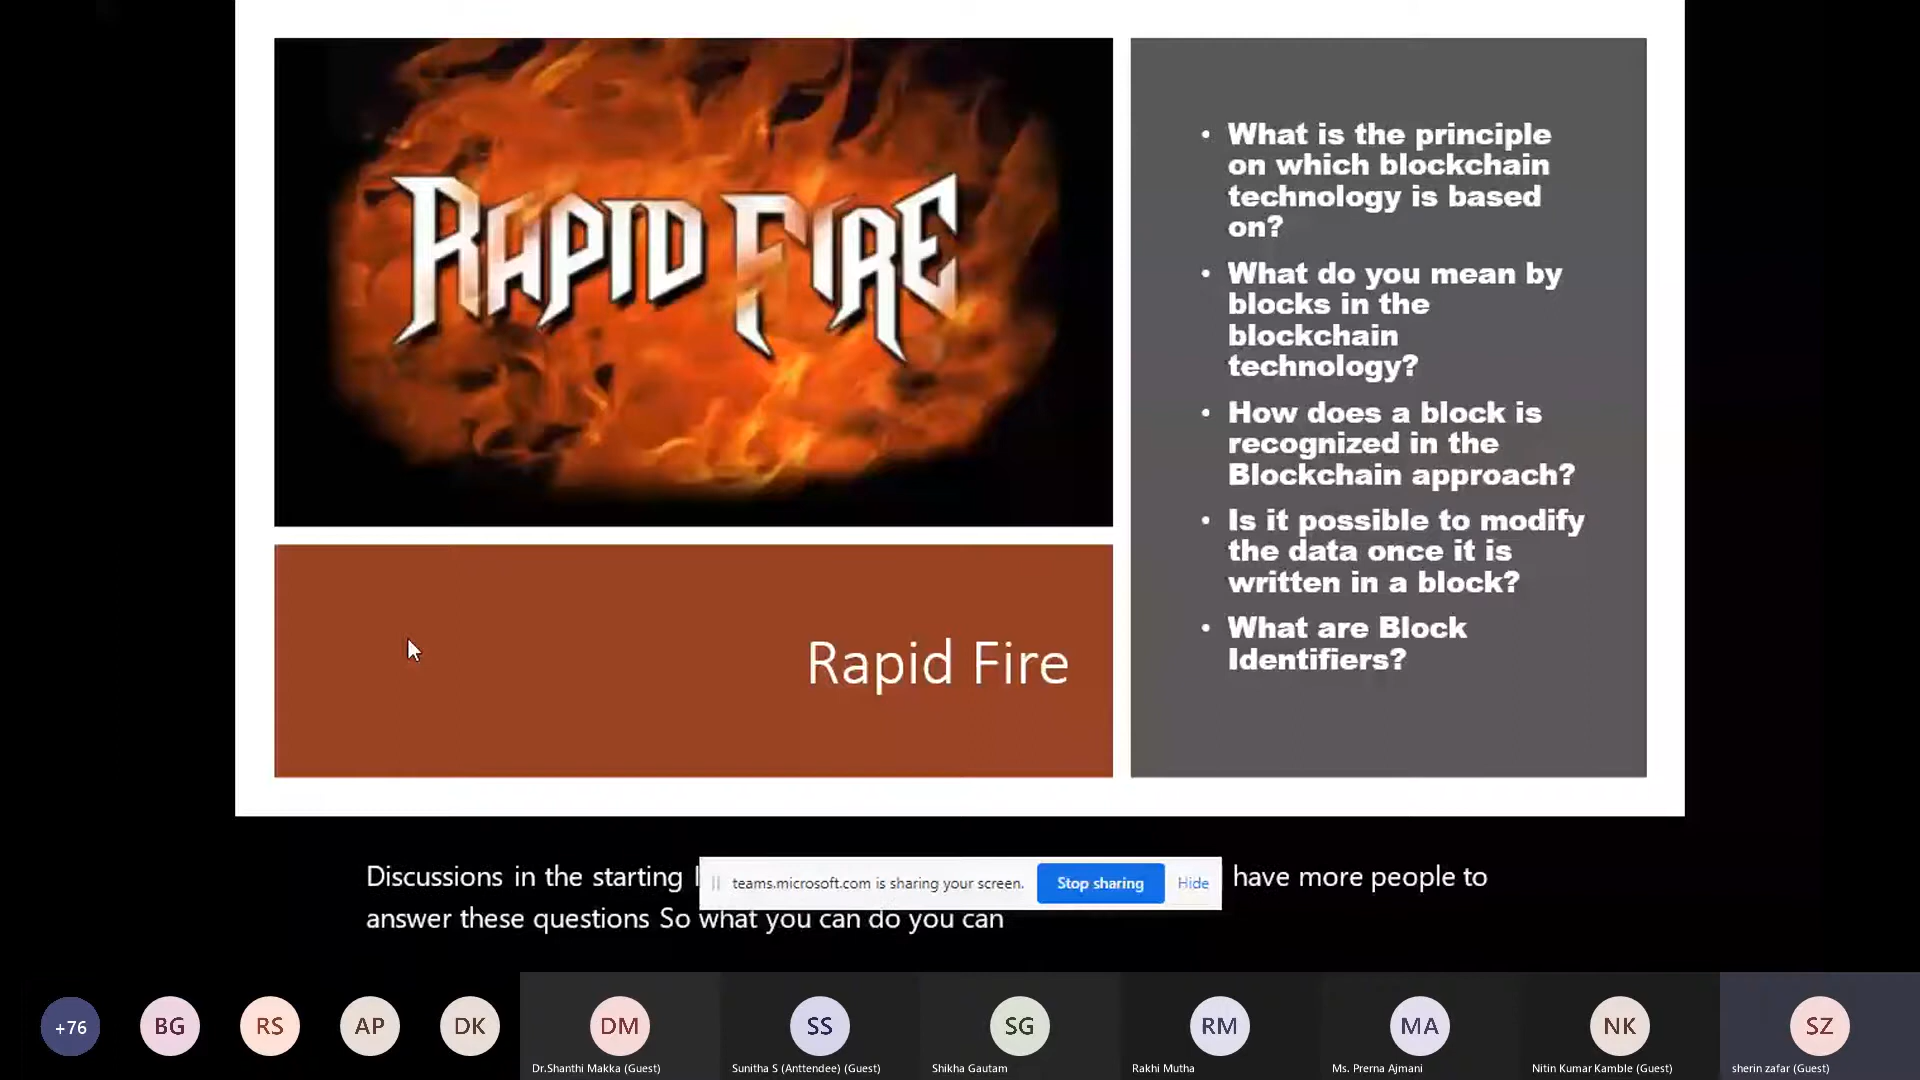 RAPID FIRE
Rapid Fire
• What is the principle
on which blockchain
technology is based
on?
• What do you mean by
blocks in the
blockchain
technology?
• How does a block is
recognized in the
Blockchain approach?
• Is it possible to modify
the data once it is
written in a block?
• What are Block
Identifiers?
Discussions in the starting have more people to
teams.microsoft.com is sharing your screen. Stop sharing Hide
answer these questions So what you can do you can
+76 BG RS AP DK DM SS SG RM MA NK SZ
Dr.Shanthi Makka (Guest) Sunitha S (Anttendee) (Guest) Shikha Gautam Rakhi Mutha Ms. Prerna Ajmani Nitin Kumar Kamble (Guest) sherin zafar (Guest)